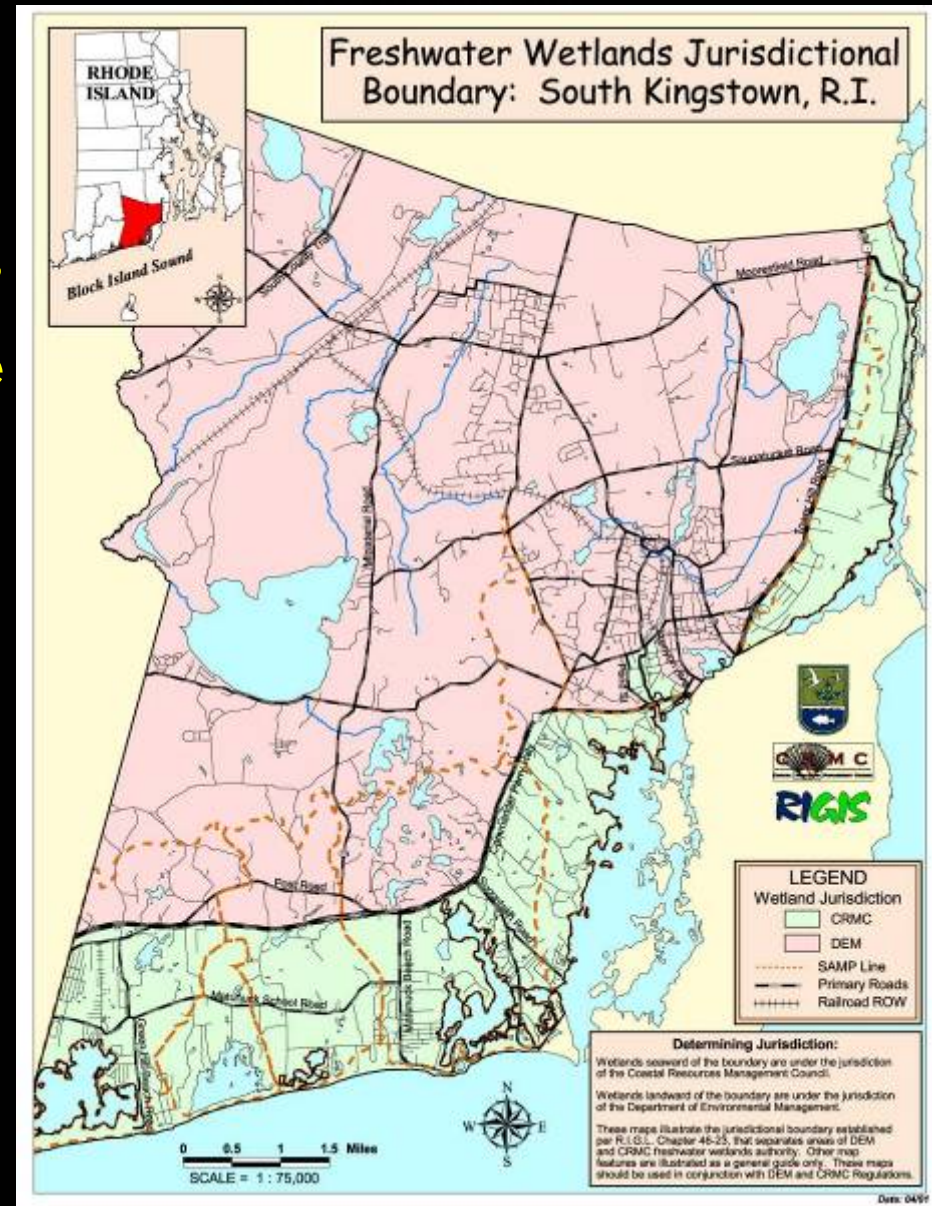 Freshwater Wetlands Jurisdictional
Boundary: South Kingstown, R.I.
RHODE
ISLAND
Block Island Sound
Mooresfield Road
Saugatucket Road
Post Road
Matunuck School Road
Matunuck Beach Road
CRMC
RIGIS
LEGEND
Wetland Jurisdiction
CRMC
DEM
SAMP Line
Primary Roads
Railroad ROW
Determining Jurisdiction:
Wetlands seaward of the boundary are under the jurisdiction
of the Coastal Resources Management Council.
Wetlands landward of the boundary are under the jurisdiction
of the Department of Environmental Management.
These maps illustrate the jurisdictional boundary established
per R.I.G.L. Chapter 46-23, that separates areas of DEM
and CRMC freshwater wetlands authority. Other map
features are illustrated as a general guide only. These maps
should be used in conjunction with DEM and CRMC Regulations.
N
W E
S
0 0.5 1 1.5 Miles
SCALE = 1 : 75,000
Date: 04/01